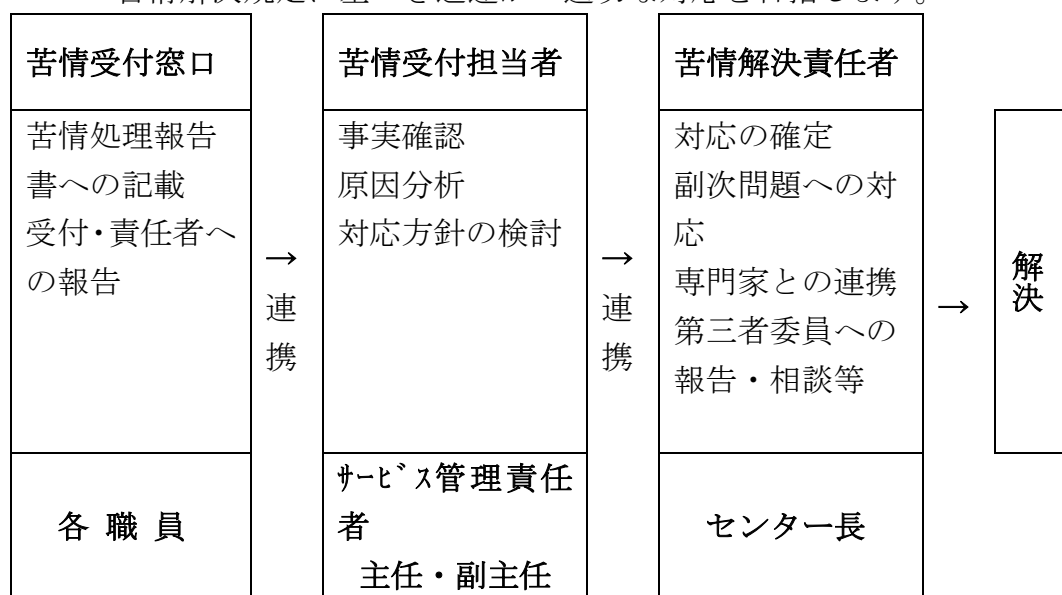 苦情受付窓口
苦情処理報告
書への記載
受付・責任者へ
の報告
各 職 員
→
連
携
苦情受付担当者
事実確認
原因分析
対応方針の検討
ｻｰﾋﾞｽ管理責任
者
主任・副主任
→
連
携
苦情解決責任者
対応の確定
副次問題への対
応
専門家との連携
第三者委員への
報告・相談等
センター長
→
解決